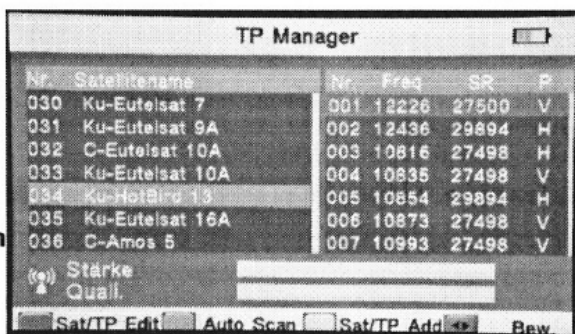 TP Manager
Nr. Satellitename
030 Ku-Eutelsat 7
031 Ku-Eutelsat 9A
032 C-Eutelsat 10A
033 Ku-Eutelsat 10A
034 Ku-HotBird 13
035 Ku-Eutelsat 16A
036 C-Amos 5
Nr. Freq SR P
001 12226 27500 V
002 12436 29894 H
003 10816 27498 H
004 10835 27498 V
005 10854 29894 H
006 10873 27498 V
007 10993 27498 V
Stärke
Quali.
Sat/TP Edit Auto Scan Sat/TP Add Bew